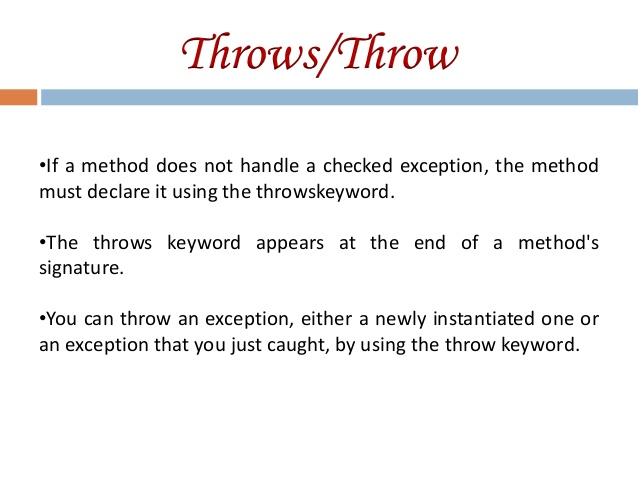 Throws/Throw
•If a method does not handle a checked exception, the method
must declare it using the throwskeyword.
•The throws keyword appears at the end of a method's
signature.
•You can throw an exception, either a newly instantiated one or
an exception that you just caught, by using the throw keyword.